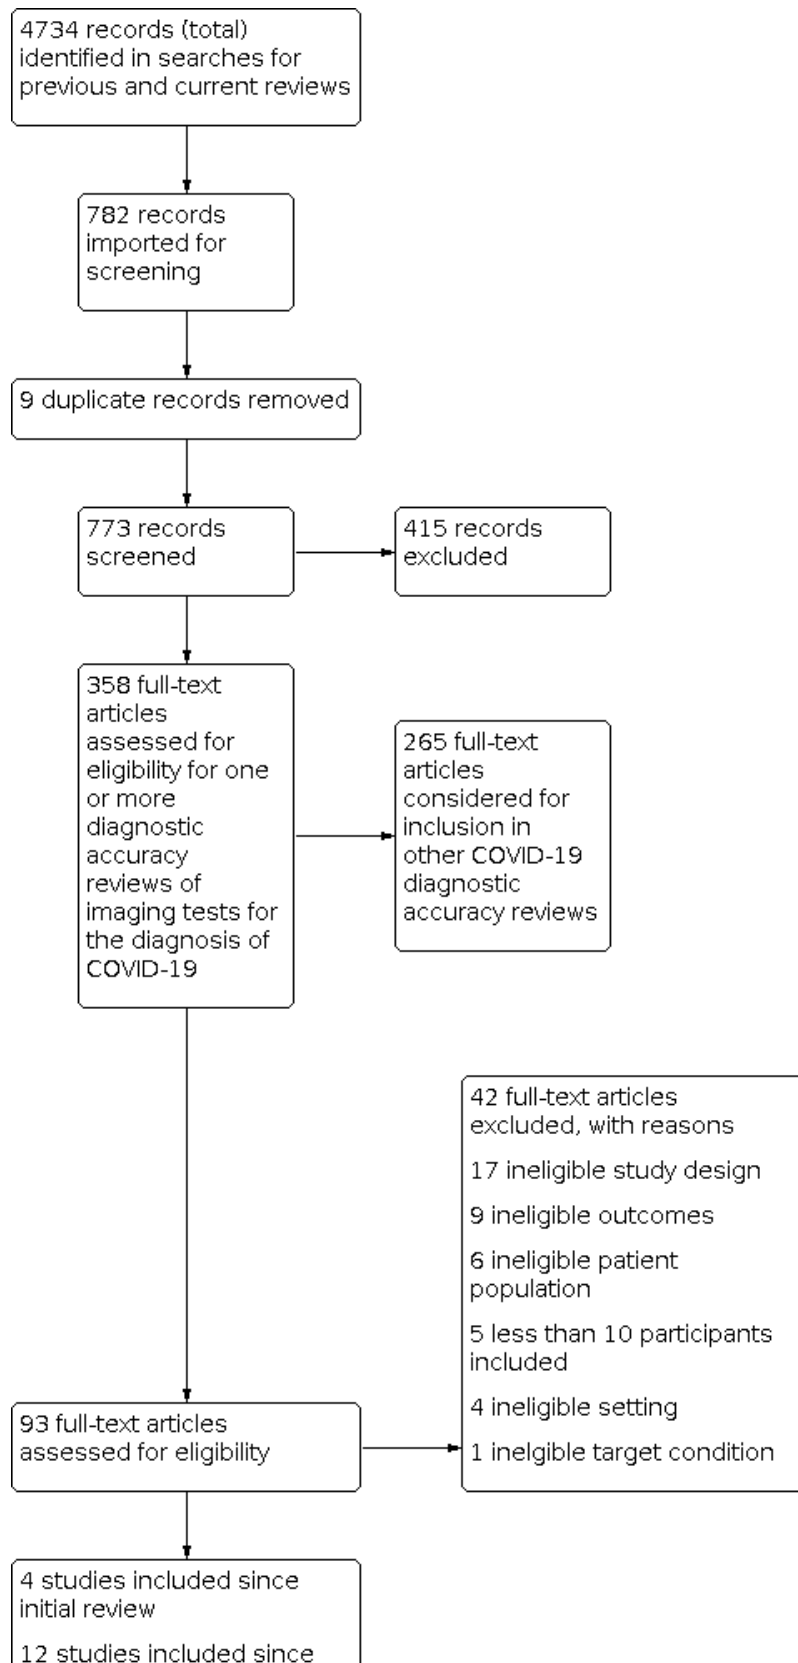 4734 records (total)
identified in searches for
previous and current reviews
782 records
imported for
screening
9 duplicate records removed
773 records
screened
415 records
excluded
358 full-text
articles
assessed for
eligibility for one
or more
diagnostic
accuracy
reviews of
imaging tests for
the diagnosis of
COVID-19
265 full-text
articles
considered for
inclusion in
other COVID-19
diagnostic
accuracy reviews
93 full-text articles
assessed for eligibility
42 full-text articles
excluded, with reasons
17 ineligible study design
9 ineligible outcomes
6 ineligible patient
population
5 less than 10 participants
included
4 ineligible setting
1 inelgible target condition
4 studies included since
initial review
12 studies included since